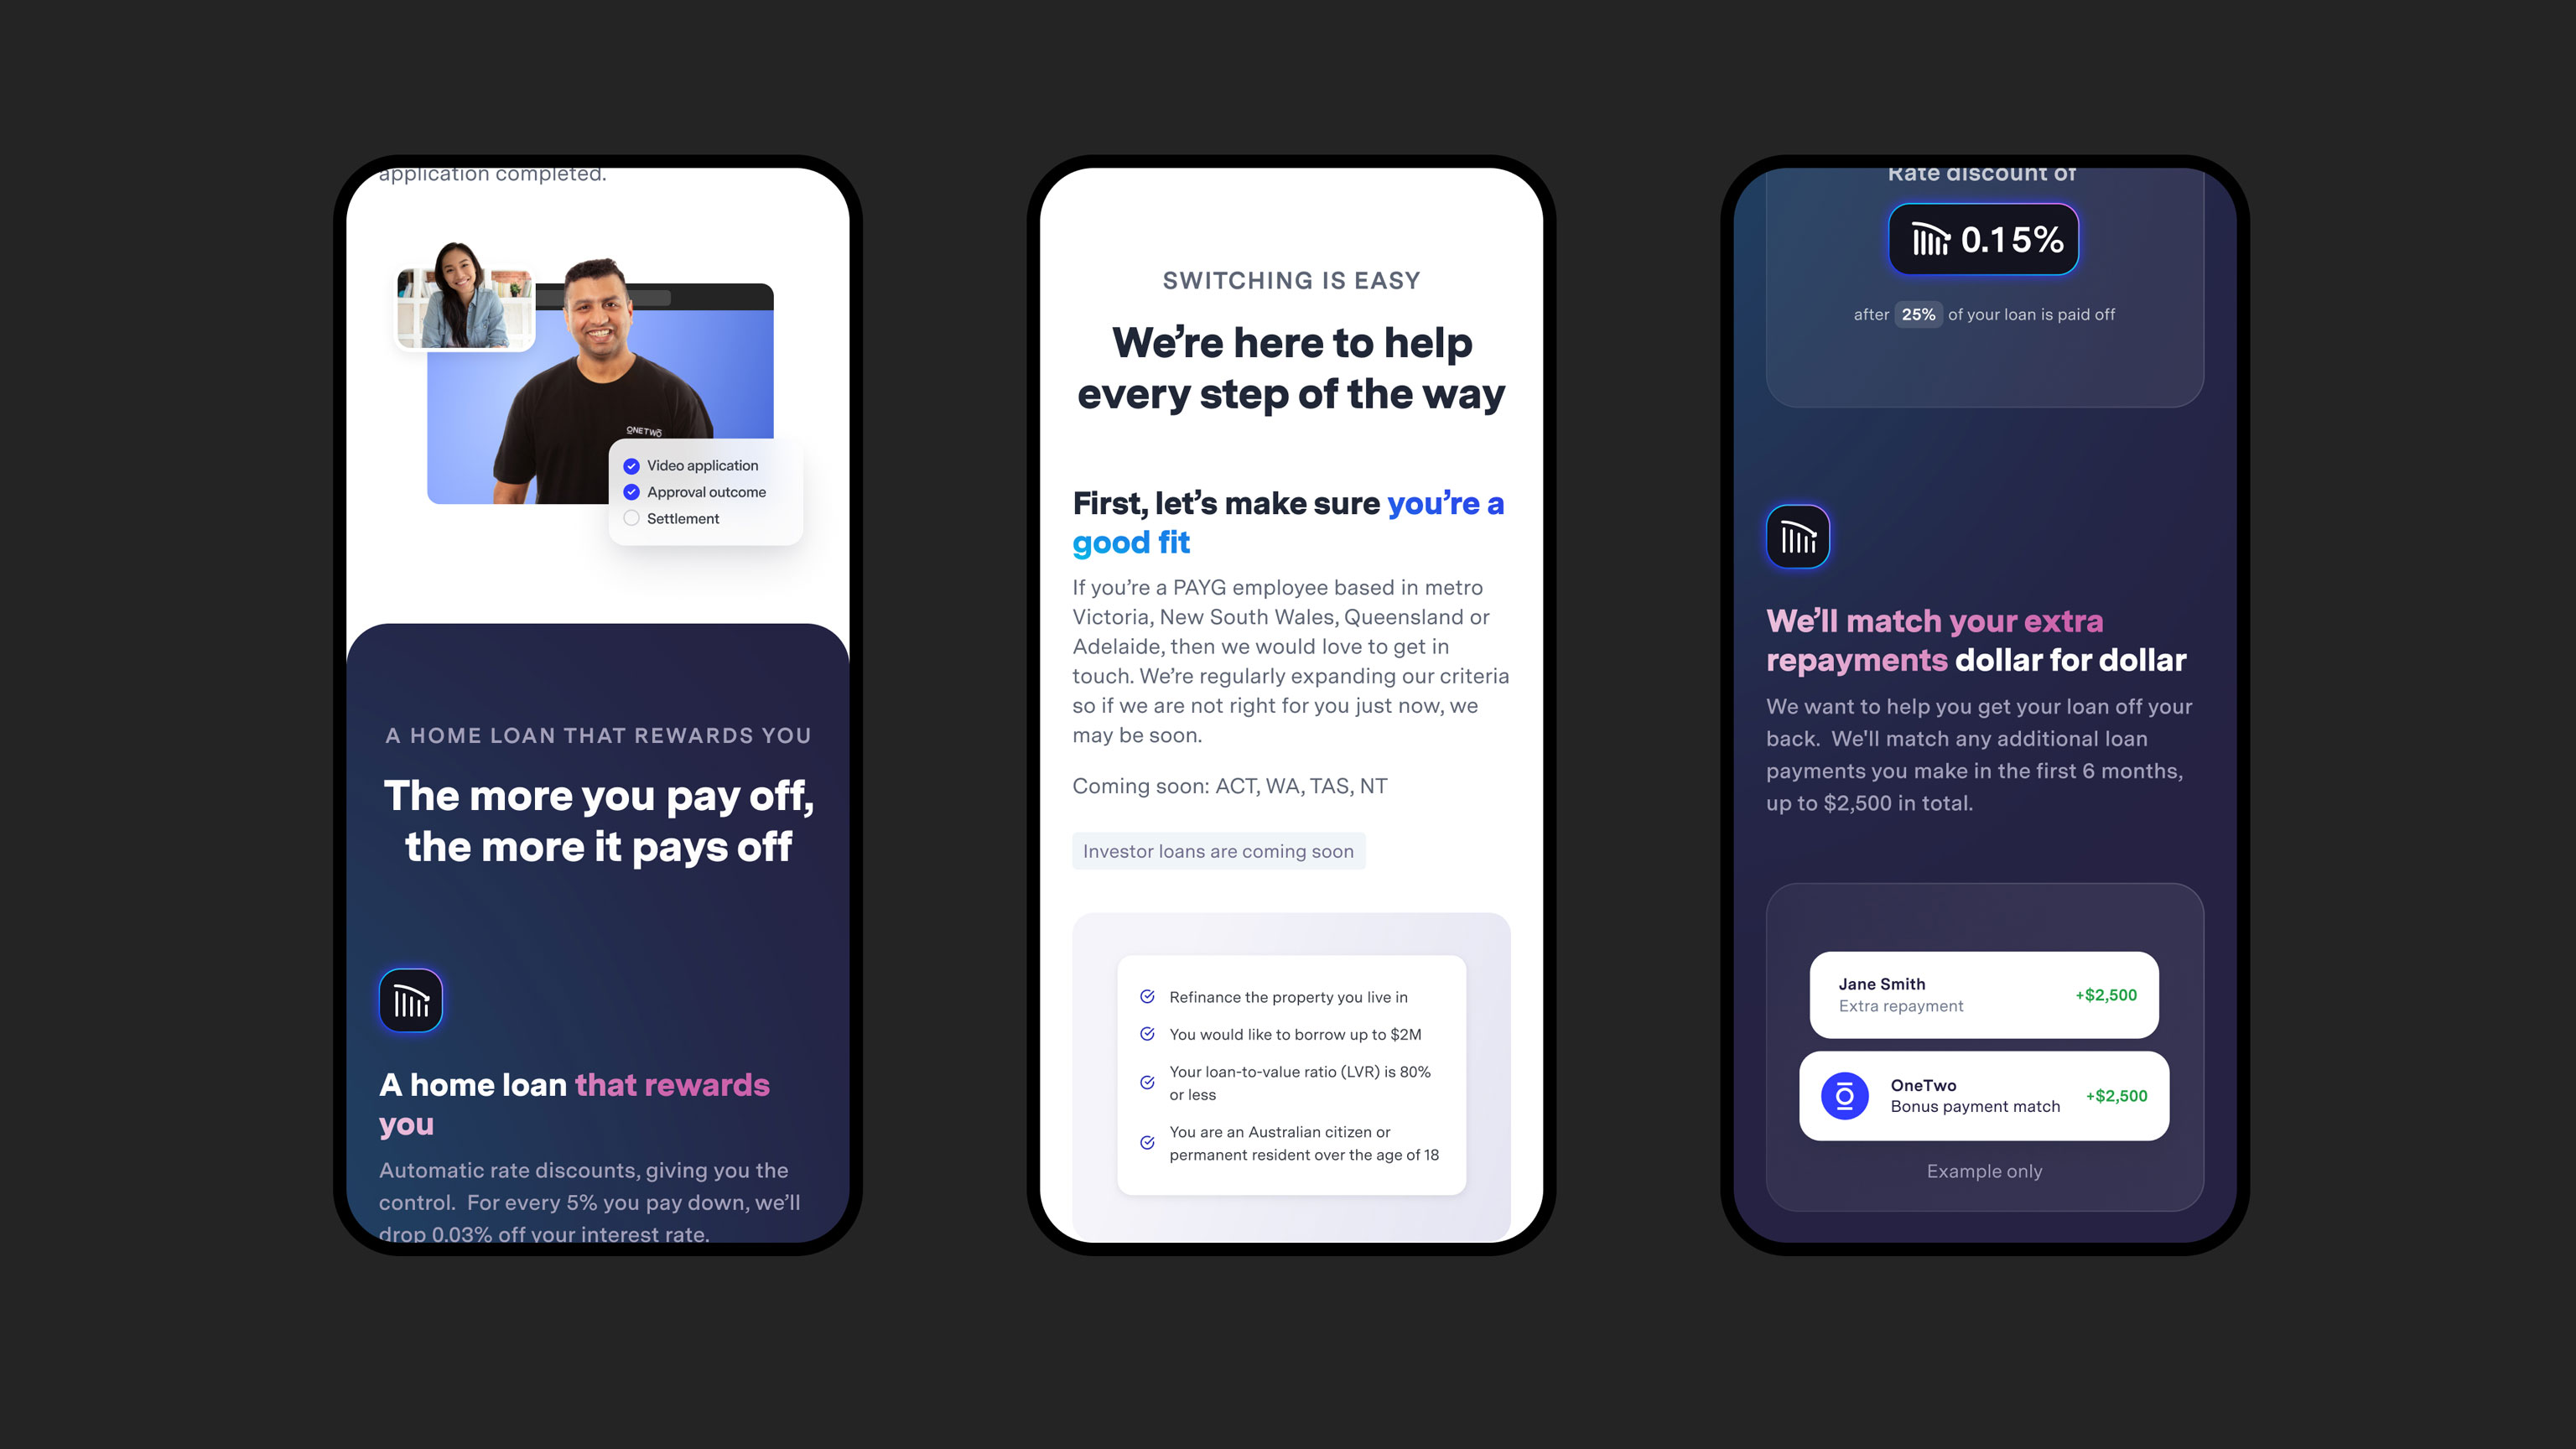 application completed.
ONETWO
Video application
Approval outcome
Settlement
A HOME LOAN THAT REWARDS YOU
The more you pay off,
the more it pays off
A home loan that rewards
you
Automatic rate discounts, giving you the
control.  For every 5% you pay down, we’ll
drop 0.03% off your interest rate.
SWITCHING IS EASY
We’re here to help
every step of the way
First, let’s make sure you’re a
good fit
If you’re a PAYG employee based in metro
Victoria, New South Wales, Queensland or
Adelaide, then we would love to get in
touch. We’re regularly expanding our criteria
so if we are not right for you just now, we
may be soon.
Coming soon: ACT, WA, TAS, NT
Investor loans are coming soon
Refinance the property you live in
You would like to borrow up to $2M
Your loan-to-value ratio (LVR) is 80%
or less
You are an Australian citizen or
permanent resident over the age of 18
Rate discount of
0.15%
after 25% of your loan is paid off
We’ll match your extra
repayments dollar for dollar
We want to help you get your loan off your
back.  We'll match any additional loan
payments you make in the first 6 months,
up to $2,500 in total.
Jane Smith
Extra repayment
+$2,500
OneTwo
Bonus payment match
+$2,500
Example only